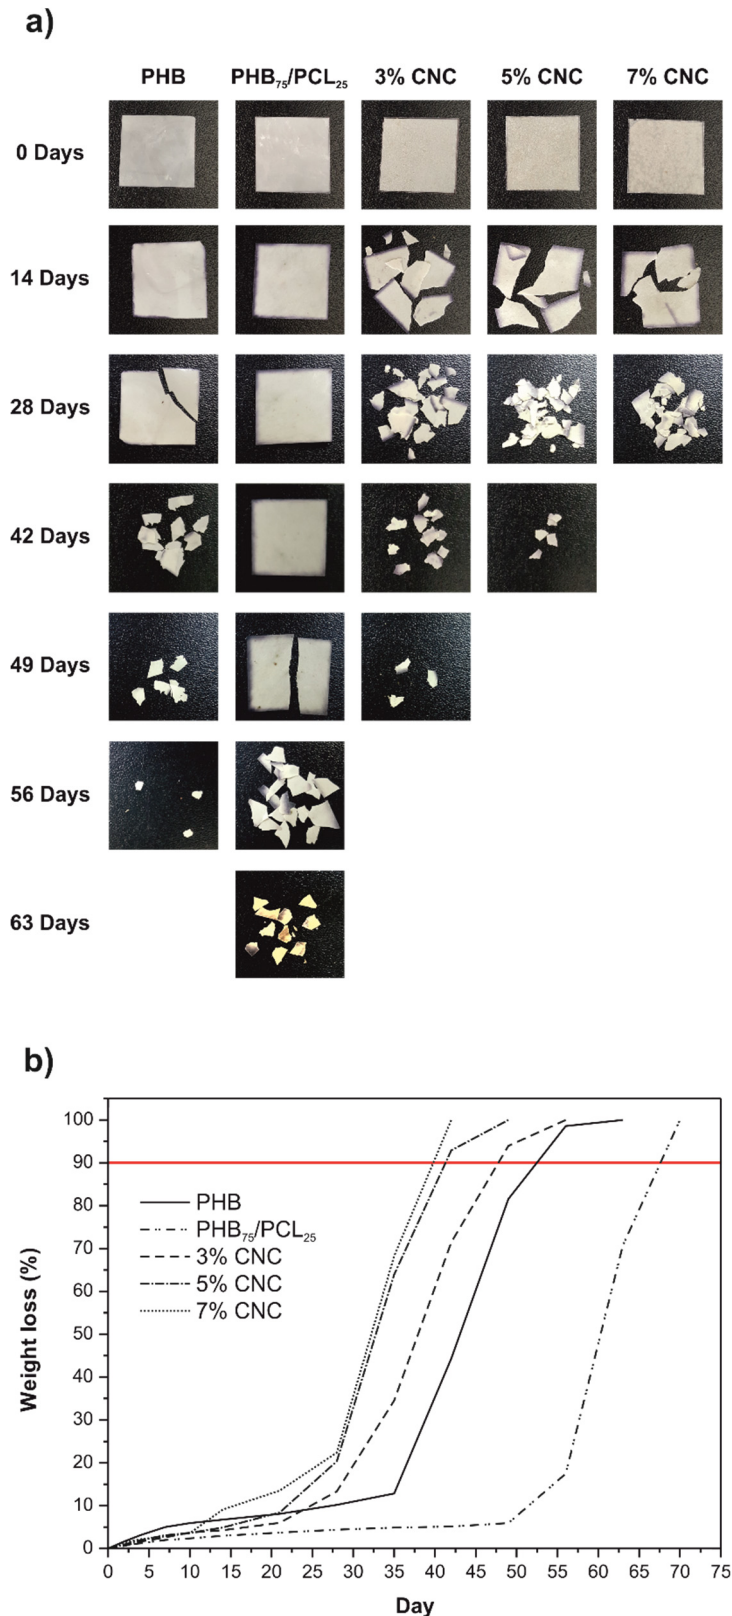 a)
PHB PHB₇₅/PCL₂₅ 3% CNC 5% CNC 7% CNC
0 Days
14 Days
28 Days
42 Days
49 Days
56 Days
63 Days
b)
100
90
80
70
60
50
40
30
20
10
0
Weight loss (%)
PHB
PHB₇₅/PCL₂₅
3% CNC
5% CNC
7% CNC
0 5 10 15 20 25 30 35 40 45 50 55 60 65 70 75
Day